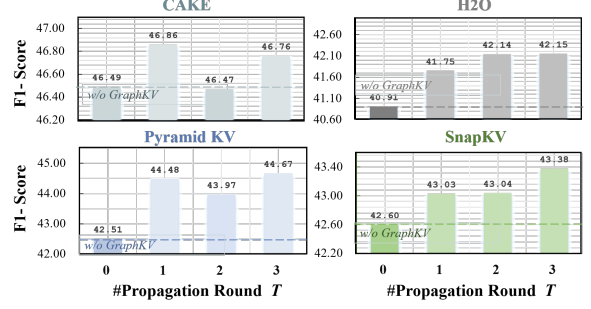 CAKE
H2O
F1- Score
47.00
46.80
46.60
46.40
46.20
46.49
46.86
46.47
46.76
w/o GraphKV
42.60
42.10
41.60
41.10
40.60
40.91
41.75
42.14
42.15
w/o GraphKV
Pyramid KV
SnapKV
F1- Score
45.00
44.00
43.00
42.00
42.51
44.48
43.97
44.67
w/o GraphKV
0 1 2 3
#Propagation Round T
43.40
42.80
42.60
42.20
42.60
43.03
43.04
43.38
w/o GraphKV
0 1 2 3
#Propagation Round T